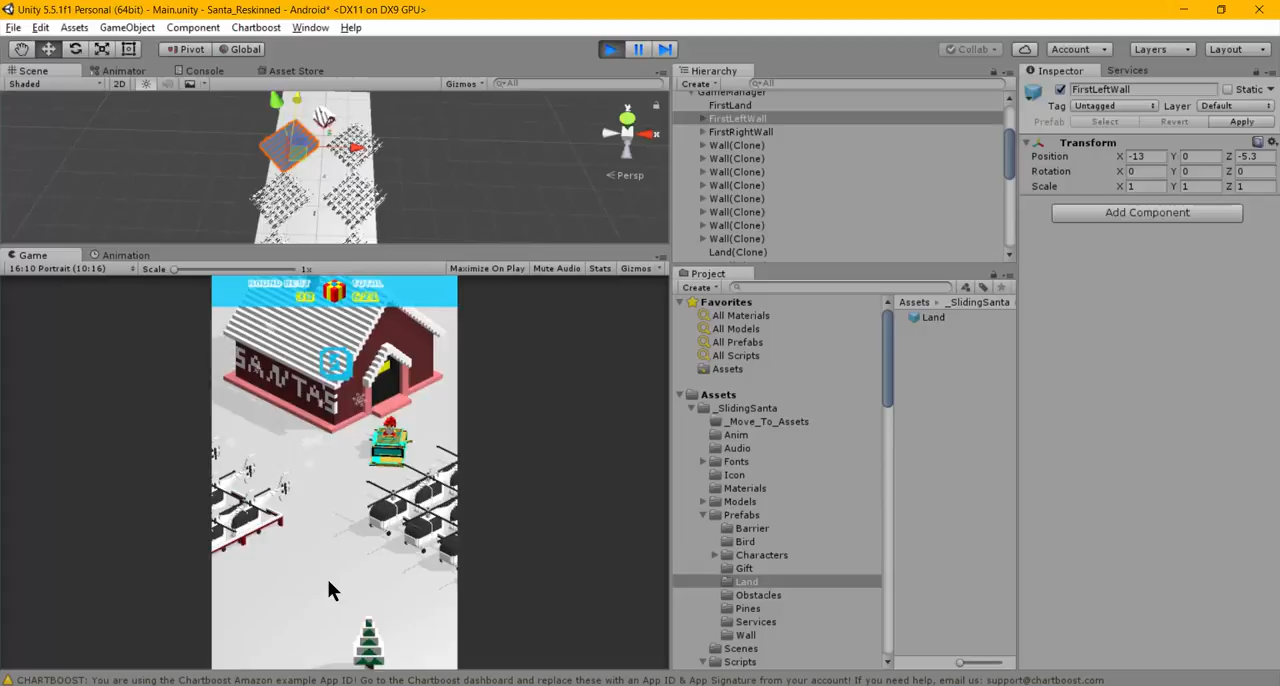 Unity 5.5.1f1 Personal (64bit) - Main.unity - Santa_Reskinned - Android* <DX11 on DX9 GPU>
File Edit Assets GameObject Component Chartboost Window Help
Pivot Global Collab Account Layers Layout
Scene Animator Console Asset Store
Shaded 2D Gizmos All
y
x
Persp
Game Animation
16:10 Portrait (10:16) Scale 1x Maximize On Play Mute Audio Stats Gizmos
ROUND BEST TOTAL
SANTAS
Hierarchy
Create All
GameManager
FirstLand
FirstLeftWall
FirstRightWall
Wall(Clone)
Wall(Clone)
Wall(Clone)
Wall(Clone)
Wall(Clone)
Wall(Clone)
Wall(Clone)
Wall(Clone)
Land(Clone)
Project
Create
Favorites
All Materials
All Models
All Prefabs
All Scripts
Assets
Assets
_SlidingSanta
_Move_To_Assets
Anim
Audio
Fonts
Icon
Materials
Models
Prefabs
Barrier
Bird
Characters
Gift
Land
Obstacles
Pines
Services
Wall
Scenes
Scripts
Assets _SlidingSanta
Land
Inspector Services
FirstLeftWall Static
Tag Untagged Layer Default
Prefab Select Revert Apply
Transform
Position X -13 Y 0 Z -5.3
Rotation X 0 Y 0 Z 0
Scale X 1 Y 1 Z 1
Add Component
CHARTBOOST: You are using the Chartboost Amazon example App ID! Go to the Chartboost dashboard and replace these with an App ID & App Signature from your account! If you need help, email us: support@chartboost.com